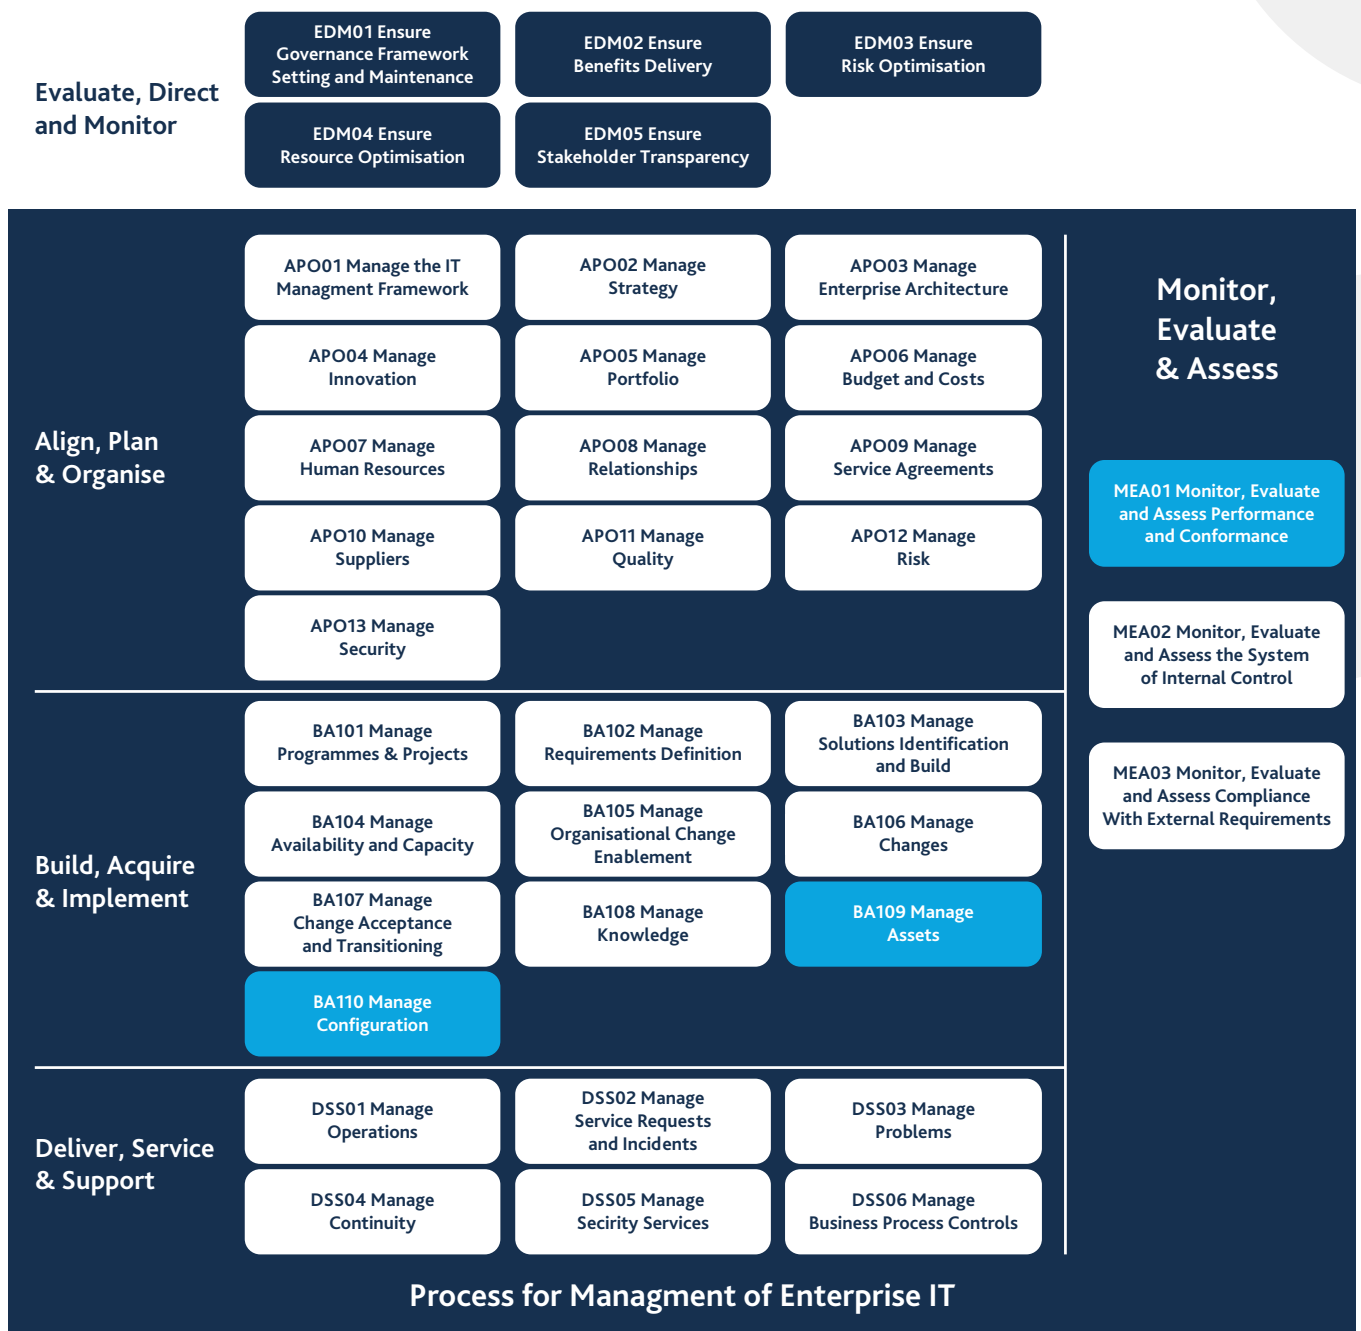 Evaluate, Direct
and Monitor
EDM01 Ensure
Governance Framework
Setting and Maintenance
EDM02 Ensure
Benefits Delivery
EDM03 Ensure
Risk Optimisation
EDM04 Ensure
Resource Optimisation
EDM05 Ensure
Stakeholder Transparency
Align, Plan
& Organise
APO01 Manage the IT
Managment Framework
APO02 Manage
Strategy
APO03 Manage
Enterprise Architecture
APO04 Manage
Innovation
APO05 Manage
Portfolio
APO06 Manage
Budget and Costs
APO07 Manage
Human Resources
APO08 Manage
Relationships
APO09 Manage
Service Agreements
APO10 Manage
Suppliers
APO11 Manage
Quality
APO12 Manage
Risk
APO13 Manage
Security
Build, Acquire
& Implement
BA101 Manage
Programmes & Projects
BA102 Manage
Requirements Definition
BA103 Manage
Solutions Identification
and Build
BA104 Manage
Availability and Capacity
BA105 Manage
Organisational Change
Enablement
BA106 Manage
Changes
BA107 Manage
Change Acceptance
and Transitioning
BA108 Manage
Knowledge
BA109 Manage
Assets
BA110 Manage
Configuration
Deliver, Service
& Support
DSS01 Manage
Operations
DSS02 Manage
Service Requests
and Incidents
DSS03 Manage
Problems
DSS04 Manage
Continuity
DSS05 Manage
Secirity Services
DSS06 Manage
Business Process Controls
Monitor,
Evaluate
& Assess
MEA01 Monitor, Evaluate
and Assess Performance
and Conformance
MEA02 Monitor, Evaluate
and Assess the System
of Internal Control
MEA03 Monitor, Evaluate
and Assess Compliance
With External Requirements
Process for Managment of Enterprise IT